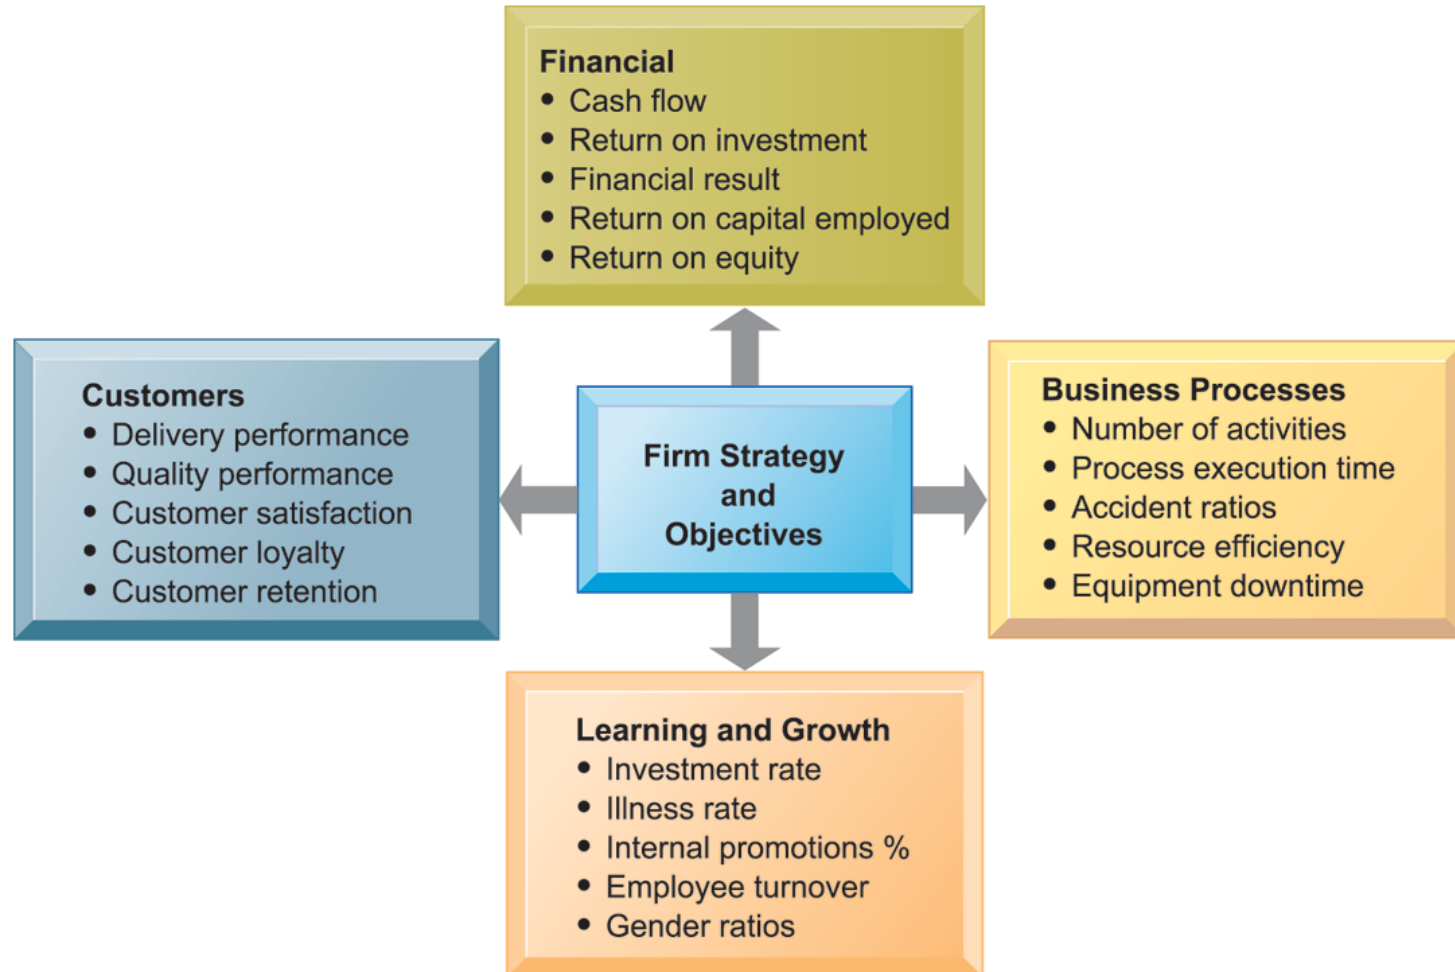 Financial
• Cash flow
• Return on investment
• Financial result
• Return on capital employed
• Return on equity
Customers
• Delivery performance
• Quality performance
• Customer satisfaction
• Customer loyalty
• Customer retention
Firm Strategy
and
Objectives
Business Processes
• Number of activities
• Process execution time
• Accident ratios
• Resource efficiency
• Equipment downtime
Learning and Growth
• Investment rate
• Illness rate
• Internal promotions %
• Employee turnover
• Gender ratios